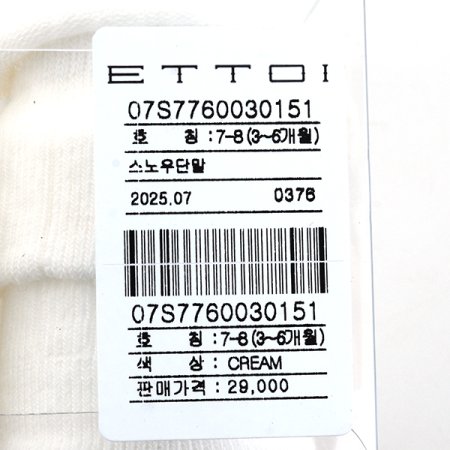 ETTOI
07S7760030151
호 칭 : 7-8 (3~6개월)
스노우단말
2025.07 0376
07S7760030151
호 칭 : 7-8 (3~6개월)
색 상 : CREAM
판매가격 : 29,000